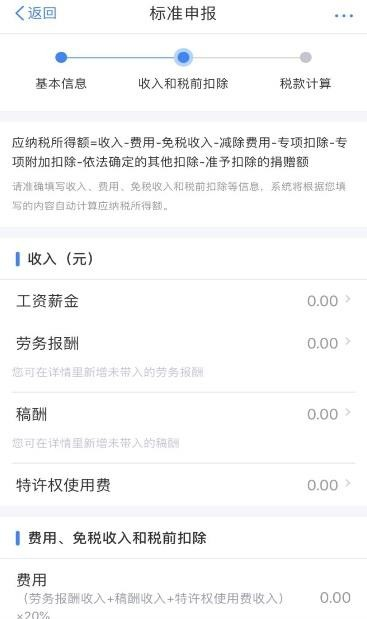 返回 标准申报
基本信息 收入和税前扣除 税款计算
应纳税所得额=收入-费用-免税收入-减除费用-专项扣除-专
项附加扣除-依法确定的其他扣除-准予扣除的捐赠额
请准确填写收入、费用、免税收入和税前扣除等信息，系统将根据您填
写的内容自动计算应纳税所得额。
收入（元）
工资薪金 0.00
劳务报酬 0.00
您可在详情里新增未带入的劳务报酬
稿酬 0.00
您可在详情里新增未带入的稿酬
特许权使用费 0.00
费用、免税收入和税前扣除
费用
（劳务报酬收入+稿酬收入+特许权使用费收入） 0.00
×20%